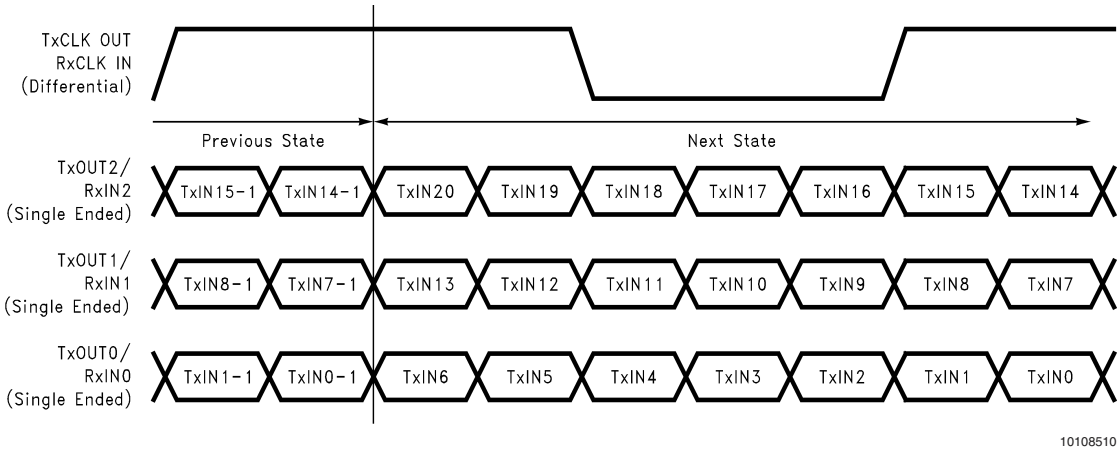 TxCLK OUT
RxCLK IN
(Differential)
Previous State
Next State
TxOUT2/
RxIN2
(Single Ended)
TxIN15-1 TxIN14-1 TxIN20 TxIN19 TxIN18 TxIN17 TxIN16 TxIN15 TxIN14
TxOUT1/
RxIN1
(Single Ended)
TxIN8-1 TxIN7-1 TxIN13 TxIN12 TxIN11 TxIN10 TxIN9 TxIN8 TxIN7
TxOUT0/
RxIN0
(Single Ended)
TxIN1-1 TxIN0-1 TxIN6 TxIN5 TxIN4 TxIN3 TxIN2 TxIN1 TxIN0
10108510